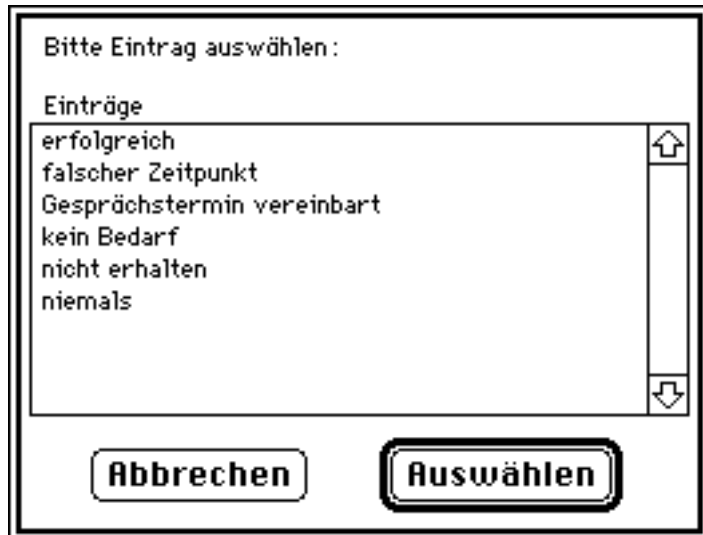 Bitte Eintrag auswählen:
Einträge
erfolgreich
falscher Zeitpunkt
Gesprächstermin vereinbart
kein Bedarf
nicht erhalten
niemals
Abbrechen
Auswählen